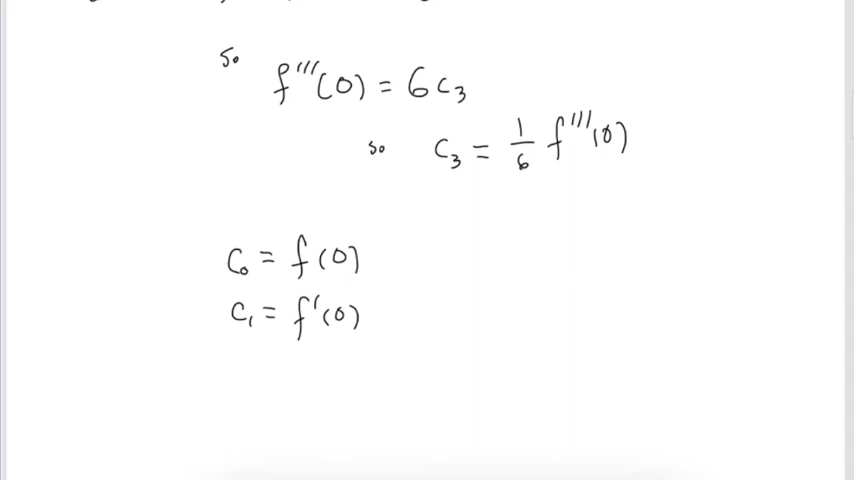 so
f'''(0) = 6c₃
so c₃ = 1/6 f'''(0)
c₀ = f(0)
c₁ = f'(0)